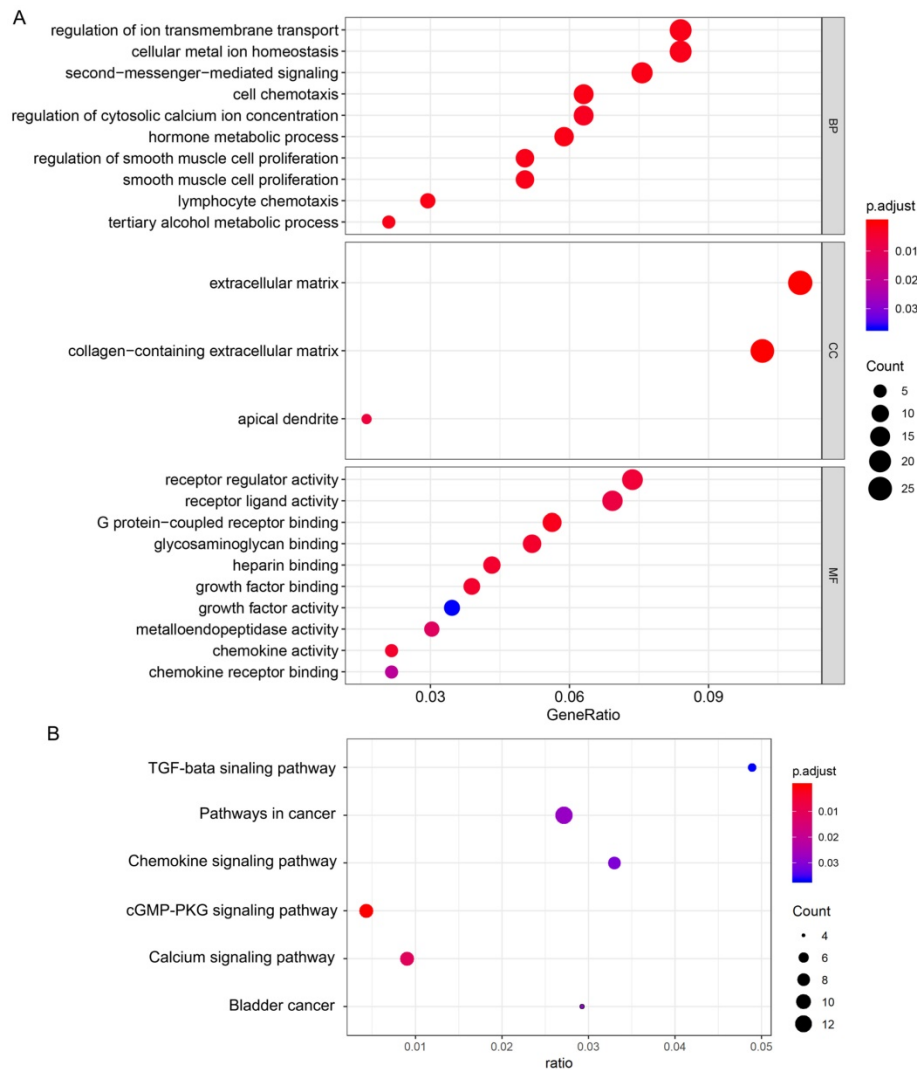 A
regulation of ion transmembrane transport
cellular metal ion homeostasis
second−messenger−mediated signaling
cell chemotaxis
regulation of cytosolic calcium ion concentration
hormone metabolic process
regulation of smooth muscle cell proliferation
smooth muscle cell proliferation
lymphocyte chemotaxis
tertiary alcohol metabolic process
BP
extracellular matrix
collagen−containing extracellular matrix
apical dendrite
CC
receptor regulator activity
receptor ligand activity
G protein−coupled receptor binding
glycosaminoglycan binding
heparin binding
growth factor binding
growth factor activity
metalloendopeptidase activity
chemokine activity
chemokine receptor binding
MF
0.03 0.06 0.09
GeneRatio
p.adjust
0.01
0.02
0.03
Count
5
10
15
20
25
B
TGF-bata sinaling pathway
Pathways in cancer
Chemokine signaling pathway
cGMP-PKG signaling pathway
Calcium signaling pathway
Bladder cancer
0.01 0.02 0.03 0.04 0.05
ratio
p.adjust
0.01
0.02
0.03
Count
4
6
8
10
12